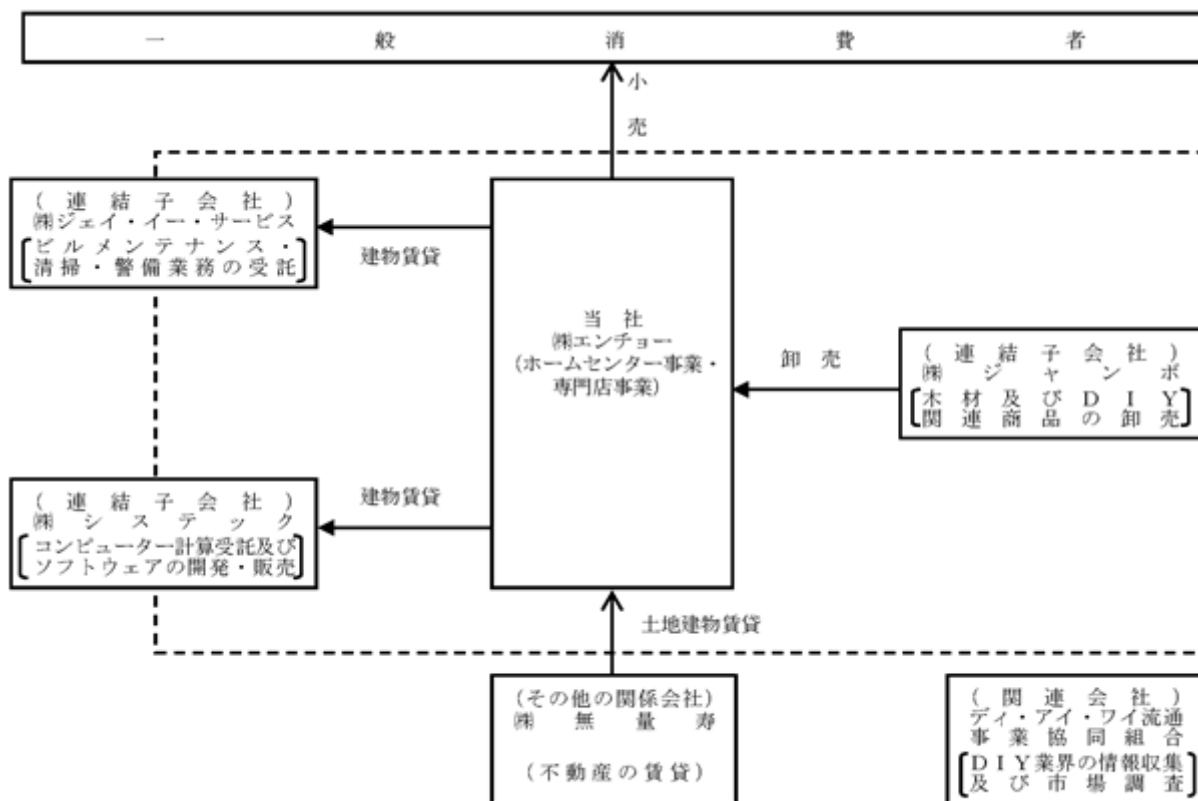 一般消費者
小
売
(連結子会社)
㈱ジェイ・イー・サービス
ビルメンテナンス・
清掃・警備業務の受託
建物賃貸
当社
㈱エンチョー
(ホームセンター事業・
専門店事業)
卸売
(連結子会社)
㈱ジャンボ
木材及びDIY
関連商品の卸売
(連結子会社)
㈱システック
コンピューター計算受託及び
ソフトウェアの開発・販売
建物賃貸
土地建物賃貸
(その他の関係会社)
㈱無量寿
(不動産の賃貸)
(関連会社)
ディ・アイ・ワイ流通
事業協同組合
DIY業界の情報収集
及び市場調査